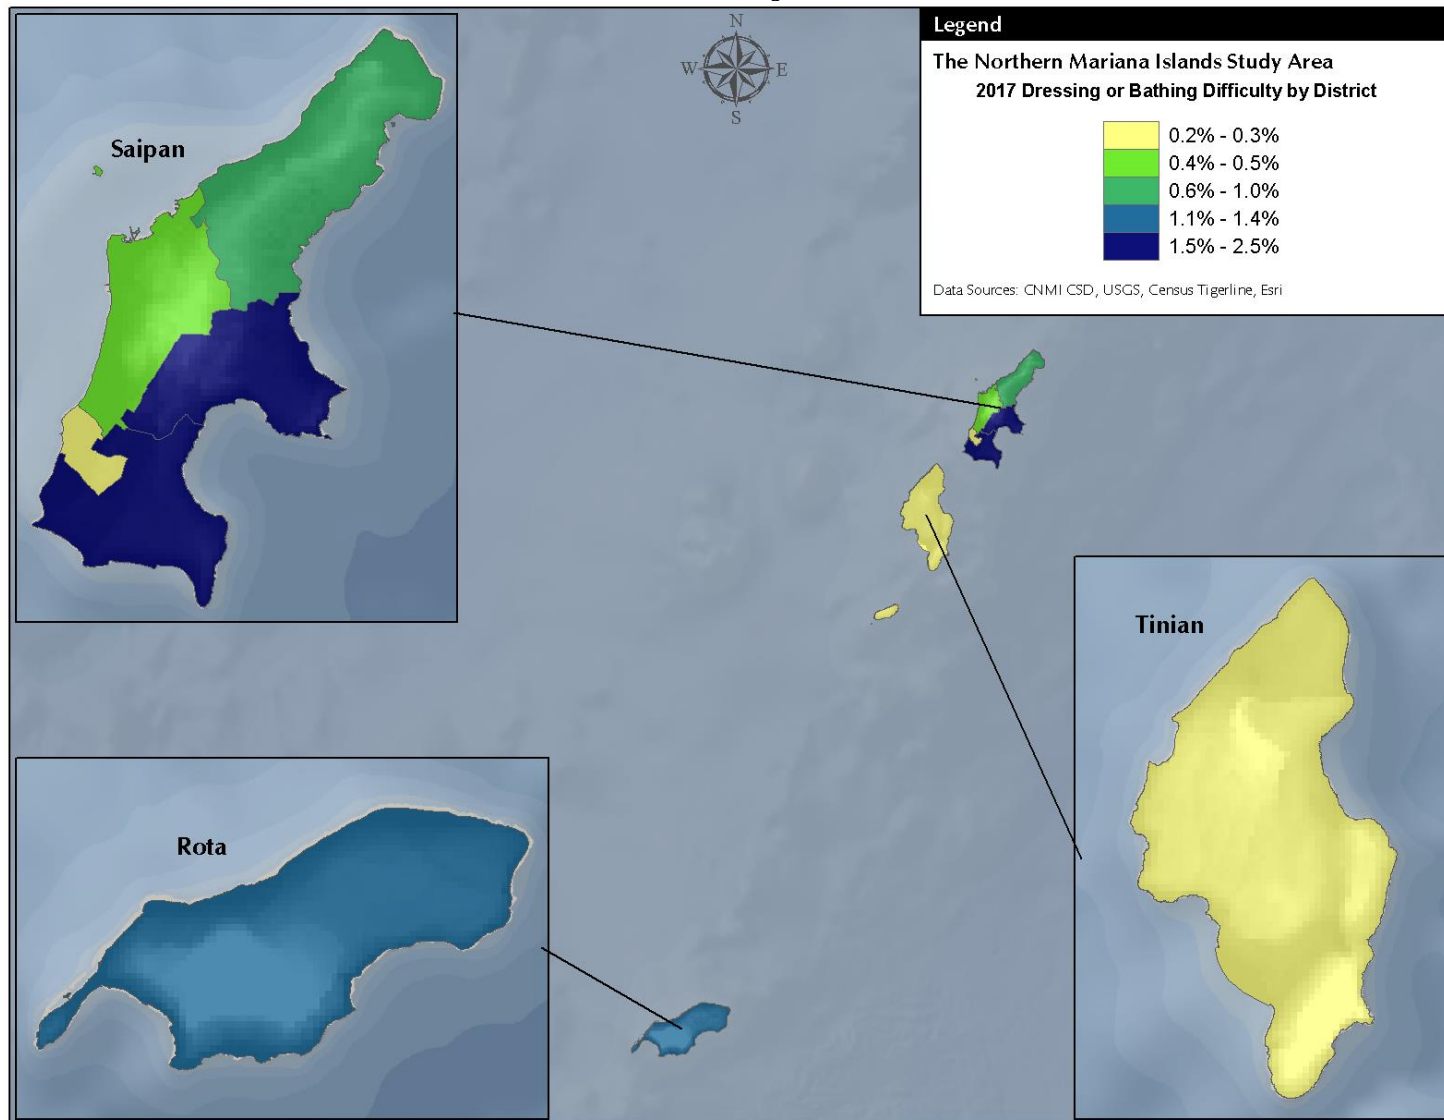 N
W E
S
Legend
The Northern Mariana Islands Study Area
2017 Dressing or Bathing Difficulty by District
0.2% - 0.3%
0.4% - 0.5%
0.6% - 1.0%
1.1% - 1.4%
1.5% - 2.5%
Data Sources: CNMI CSD, USGS, Census Tigerline, Esri
Saipan
Tinian
Rota